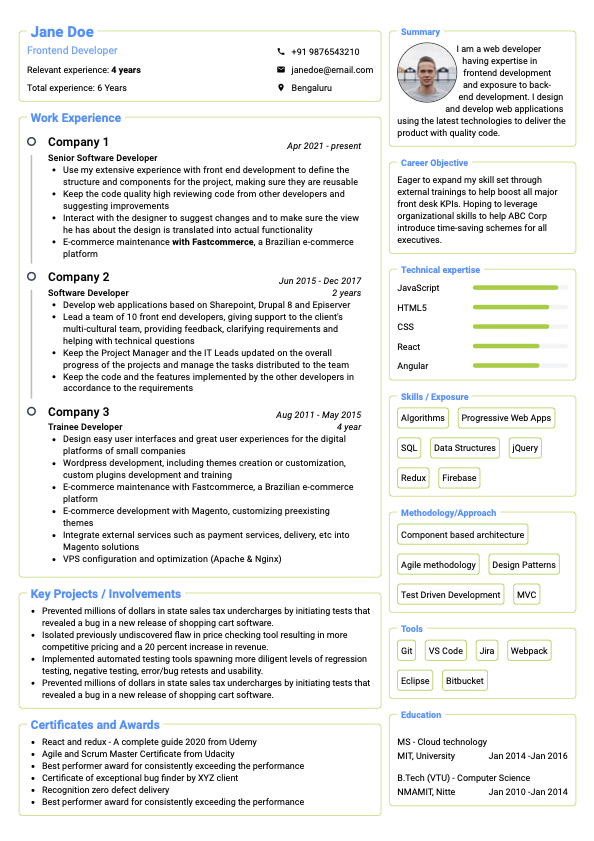 Jane Doe
Frontend Developer
Relevant experience: 4 years
Total experience: 6 Years
+91 9876543210
janedoe@email.com
Bengaluru
Work Experience
Company 1
Apr 2021 - present
Senior Software Developer
• Use my extensive experience with front end development to define the
structure and components for the project, making sure they are reusable
• Keep the code quality high reviewing code from other developers and
suggesting improvements
• Interact with the designer to suggest changes and to make sure the view
he has about the design is translated into actual functionality
• E-commerce maintenance with Fastcommerce, a Brazilian e-commerce
platform
Company 2
Jun 2015 - Dec 2017
Software Developer
2 years
• Develop web applications based on Sharepoint, Drupal 8 and Episerver
• Lead a team of 10 front end developers, giving support to the client's
multi-cultural team, providing feedback, clarifying requirements and
helping with technical questions
• Keep the Project Manager and the IT Leads updated on the overall
progress of the projects and manage the tasks distributed to the team
• Keep the code and the features implemented by the other developers in
accordance to the requirements
Company 3
Aug 2011 - May 2015
Trainee Developer
4 year
• Design easy user interfaces and great user experiences for the digital
platforms of small companies
• Wordpress development, including themes creation or customization,
custom plugins development and training
• E-commerce maintenance with Fastcommerce, a Brazilian e-commerce
platform
• E-commerce development with Magento, customizing preexisting
themes
• Integrate external services such as payment services, delivery, etc into
Magento solutions
• VPS configuration and optimization (Apache & Nginx)
Key Projects / Involvements
• Prevented millions of dollars in state sales tax undercharges by initiating tests that
revealed a bug in a new release of shopping cart software.
• Isolated previously undiscovered flaw in price checking tool resulting in more
competitive pricing and a 20 percent increase in revenue.
• Implemented automated testing tools spawning more diligent levels of regression
testing, negative testing, error/bug retests and usability.
• Prevented millions of dollars in state sales tax undercharges by initiating tests that
revealed a bug in a new release of shopping cart software.
Certificates and Awards
• React and redux - A complete guide 2020 from Udemy
• Agile and Scrum Master Certificate from Udacity
• Best performer award for consistently exceeding the performance
• Certificate of exceptional bug finder by XYZ client
• Recognition zero defect delivery
• Best performer award for consistently exceeding the performance
Summary
I am a web developer
having expertise in
frontend development
and exposure to back-
end development. I design
and develop web applications
using the latest technologies to deliver the
product with quality code.
Career Objective
Eager to expand my skill set through
external trainings to help boost all major
front desk KPIs. Hoping to leverage
organizational skills to help ABC Corp
introduce time-saving schemes for all
executives.
Technical expertise
JavaScript
HTML5
CSS
React
Angular
Skills / Exposure
Algorithms Progressive Web Apps
SQL Data Structures jQuery
Redux Firebase
Methodology/Approach
Component based architecture
Agile methodology Design Patterns
Test Driven Development MVC
Tools
Git VS Code Jira Webpack
Eclipse Bitbucket
Education
MS - Cloud technology
MIT, University Jan 2014 -Jan 2016
B.Tech (VTU) - Computer Science
NMAMIT, Nitte Jan 2010 -Jan 2014